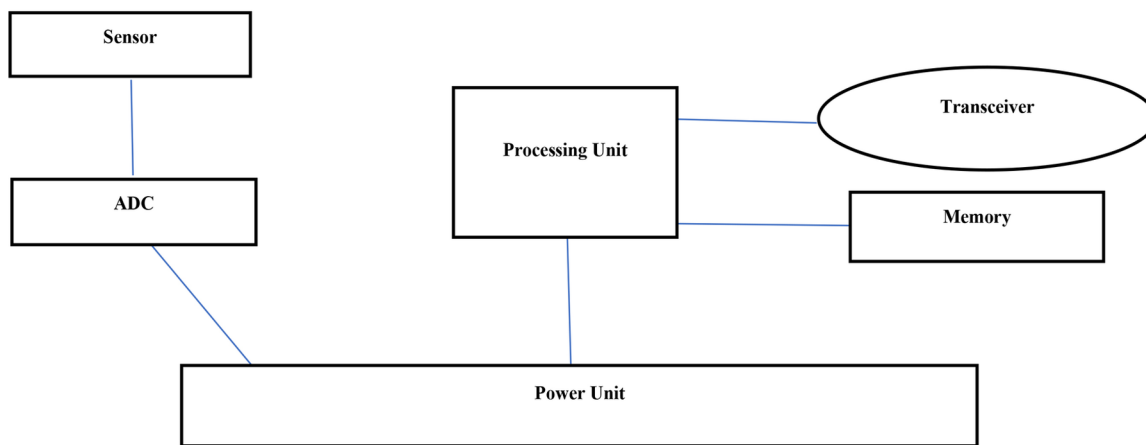 Sensor
Transceiver
Processing Unit
ADC
Memory
Power Unit